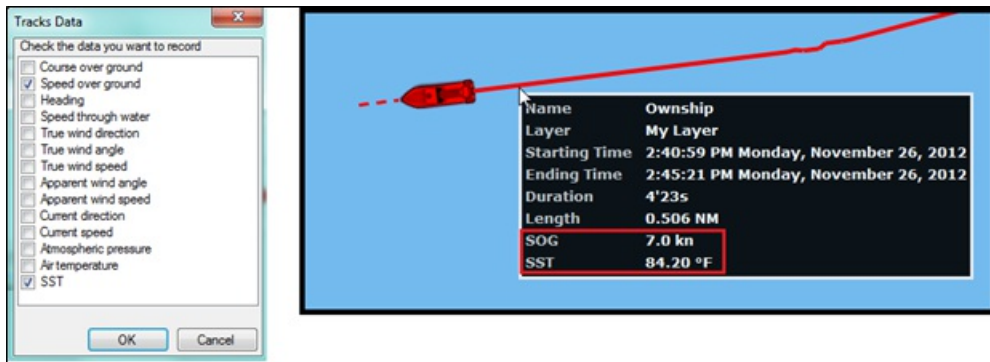 Tracks Data
Check the data you want to record
Course over ground
Speed over ground
Heading
Speed through water
True wind direction
True wind angle
True wind speed
Apparent wind angle
Apparent wind speed
Current direction
Current speed
Atmospheric pressure
Air temperature
SST
OK Cancel
Name Ownship
Layer My Layer
Starting Time 2:40:59 PM Monday, November 26, 2012
Ending Time 2:45:21 PM Monday, November 26, 2012
Duration 4'23s
Length 0.506 NM
SOG 7.0 kn
SST 84.20 °F